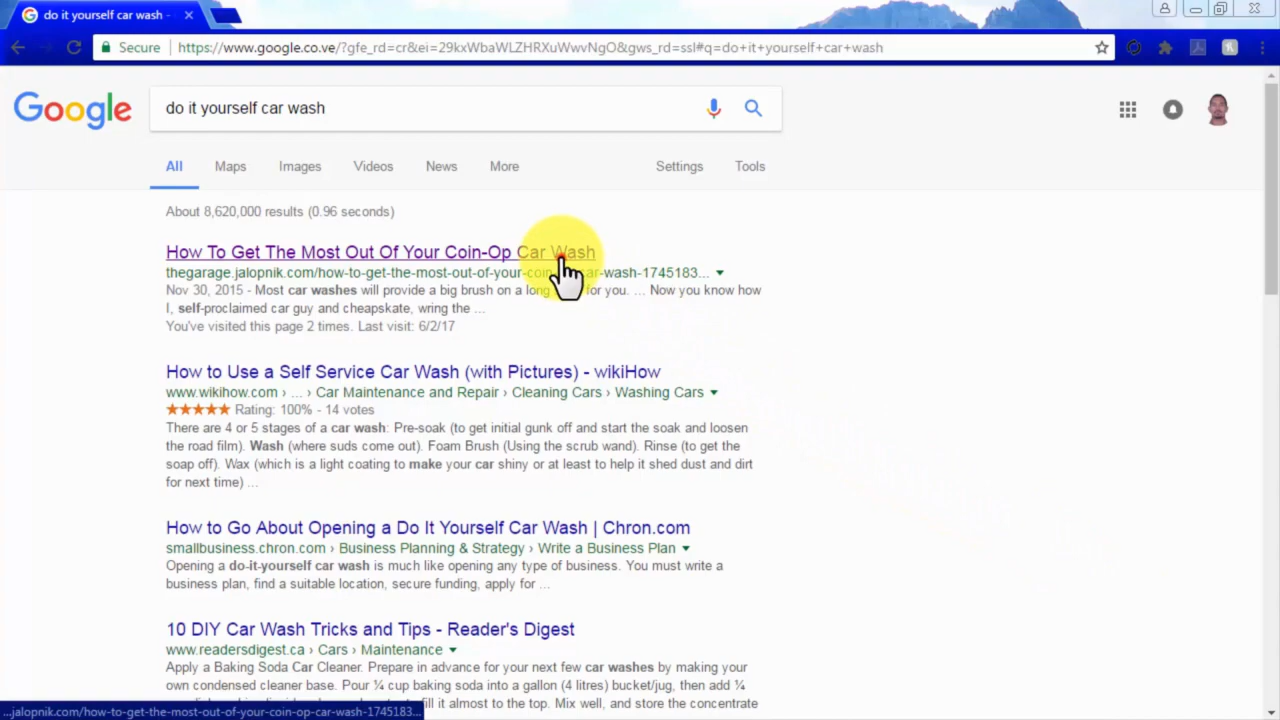 do it yourself car wash -
Secure https://www.google.co.ve/?gfe_rd=cr&ei=29kxWbaWLZHRXuWwvNgO&gws_rd=ssl#q=do+it+yourself+car+wash
Google
do it yourself car wash
All Maps Images Videos News More Settings Tools
About 8,620,000 results (0.96 seconds)
How To Get The Most Out Of Your Coin-Op Car Wash
thegarage.jalopnik.com/how-to-get-the-most-out-of-your-coin- car-wash-1745183...
Nov 30, 2015 - Most car washes will provide a big brush on a long for you. ... Now you know how
I, self-proclaimed car guy and cheapskate, wring the ...
You've visited this page 2 times. Last visit: 6/2/17
How to Use a Self Service Car Wash (with Pictures) - wikiHow
www.wikihow.com › ... › Car Maintenance and Repair › Cleaning Cars › Washing Cars
Rating: 100% - 14 votes
There are 4 or 5 stages of a car wash: Pre-soak (to get initial gunk off and start the soak and loosen
the road film). Wash (where suds come out). Foam Brush (Using the scrub wand). Rinse (to get the
soap off). Wax (which is a light coating to make your car shiny or at least to help it shed dust and dirt
for next time) ...
How to Go About Opening a Do It Yourself Car Wash | Chron.com
smallbusiness.chron.com › Business Planning & Strategy › Write a Business Plan
Opening a do-it-yourself car wash is much like opening any type of business. You must write a
business plan, find a suitable location, secure funding, apply for ...
10 DIY Car Wash Tricks and Tips - Reader's Digest
www.readersdigest.ca › Cars › Maintenance
Apply a Baking Soda Car Cleaner. Prepare in advance for your next few car washes by making your
own condensed cleaner base. Pour ¼ cup baking soda into a gallon (4 litres) bucket/jug, then add ¼
fill it almost to the top. Mix well, and store the concentrate
...jalopnik.com/how-to-get-the-most-out-of-your-coin-op-car-wash-1745183...